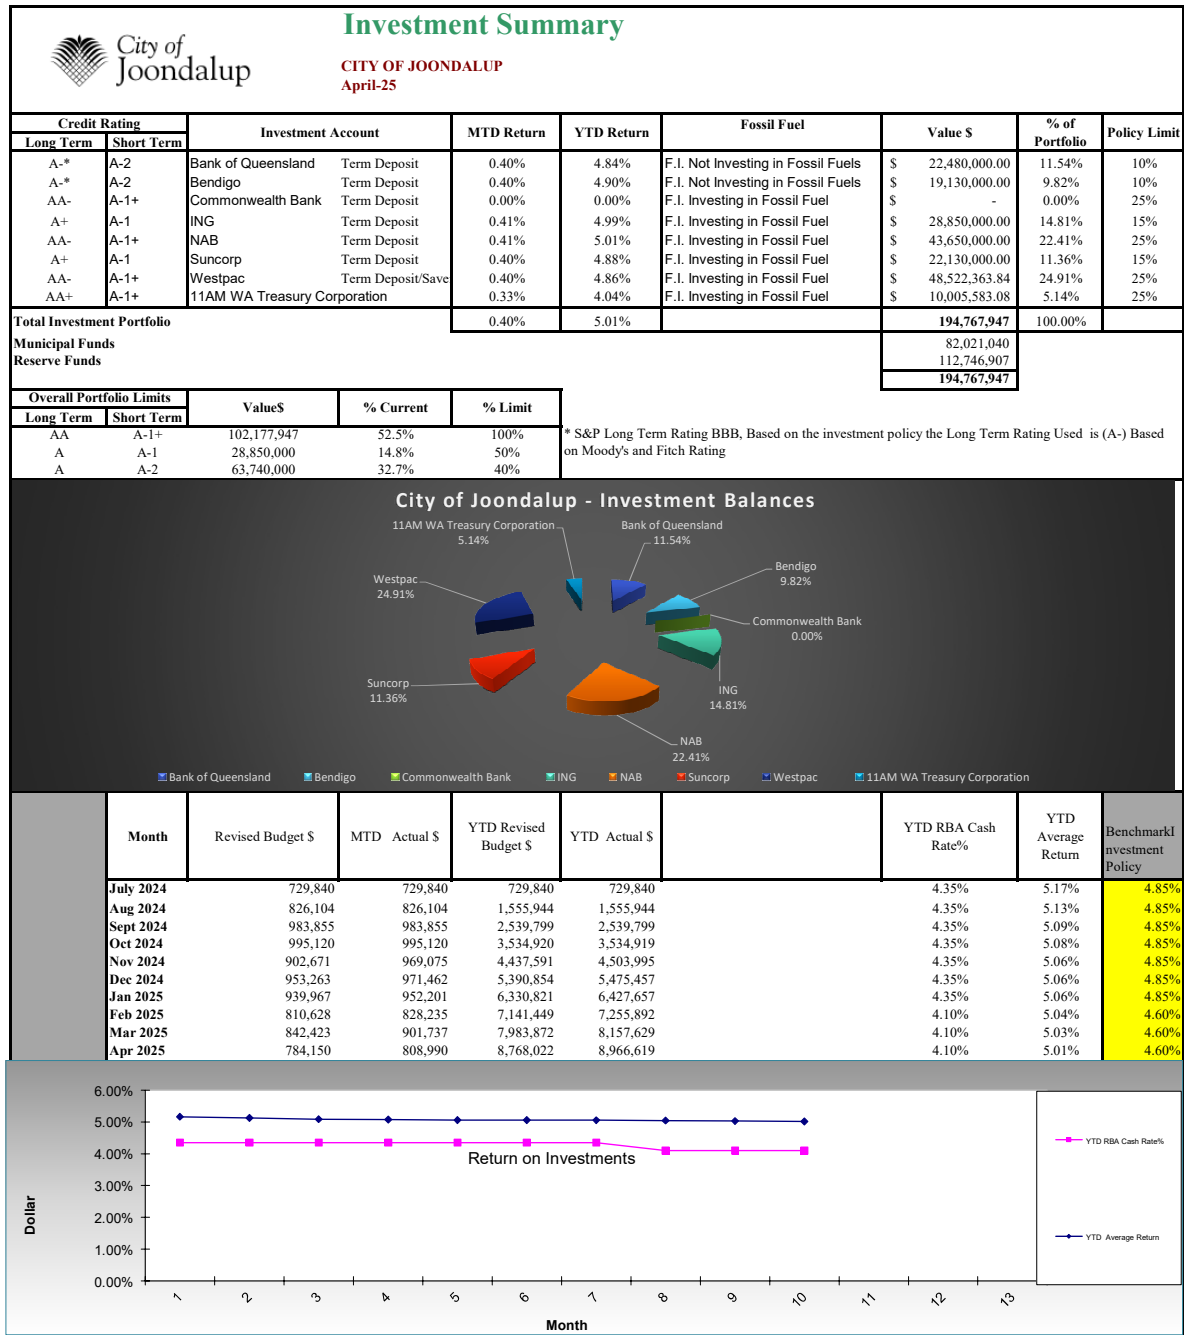 Investment Summary
City of
Joondalup
CITY OF JOONDALUP
April-25
Credit Rating Investment Account MTD Return YTD Return Fossil Fuel Value $ % of Portfolio Policy Limit
Long Term Short Term
A-* A-2 Bank of Queensland Term Deposit 0.40% 4.84% F.I. Not Investing in Fossil Fuels $ 22,480,000.00 11.54% 10%
A-* A-2 Bendigo Term Deposit 0.40% 4.90% F.I. Not Investing in Fossil Fuels $ 19,130,000.00 9.82% 10%
AA- A-1+ Commonwealth Bank Term Deposit 0.00% 0.00% F.I. Investing in Fossil Fuel $ - 0.00% 25%
A+ A-1 ING Term Deposit 0.41% 4.99% F.I. Investing in Fossil Fuel $ 28,850,000.00 14.81% 15%
AA- A-1+ NAB Term Deposit 0.41% 5.01% F.I. Investing in Fossil Fuel $ 43,650,000.00 22.41% 25%
A+ A-1 Suncorp Term Deposit 0.40% 4.88% F.I. Investing in Fossil Fuel $ 22,130,000.00 11.36% 15%
AA- A-1+ Westpac Term Deposit/Save 0.40% 4.86% F.I. Investing in Fossil Fuel $ 48,522,363.84 24.91% 25%
AA+ A-1+ 11AM WA Treasury Corporation 0.33% 4.04% F.I. Investing in Fossil Fuel $ 10,005,583.08 5.14% 25%
Total Investment Portfolio 0.40% 5.01% 194,767,947 100.00%
Municipal Funds 82,021,040
Reserve Funds 112,746,907
194,767,947
Overall Portfolio Limits Value$ % Current % Limit
Long Term Short Term
AA A-1+ 102,177,947 52.5% 100%
A A-1 28,850,000 14.8% 50%
A A-2 63,740,000 32.7% 40%
* S&P Long Term Rating BBB, Based on the investment policy the Long Term Rating Used is (A-) Based
on Moody's and Fitch Rating
City of Joondalup - Investment Balances
11AM WA Treasury Corporation
5.14%
Bank of Queensland
11.54%
Bendigo
9.82%
Westpac
24.91%
Commonwealth Bank
0.00%
Suncorp
11.36%
ING
14.81%
NAB
22.41%
Bank of Queensland Bendigo Commonwealth Bank ING NAB Suncorp Westpac 11AM WA Treasury Corporation
Month Revised Budget $ MTD Actual $ YTD Revised Budget $ YTD Actual $ YTD RBA Cash Rate% YTD Average Return BenchmarkI nvestment Policy
July 2024 729,840 729,840 729,840 729,840 4.35% 5.17% 4.85%
Aug 2024 826,104 826,104 1,555,944 1,555,944 4.35% 5.13% 4.85%
Sept 2024 983,855 983,855 2,539,799 2,539,799 4.35% 5.09% 4.85%
Oct 2024 995,120 995,120 3,534,920 3,534,919 4.35% 5.08% 4.85%
Nov 2024 902,671 969,075 4,437,591 4,503,995 4.35% 5.06% 4.85%
Dec 2024 953,263 971,462 5,390,854 5,475,457 4.35% 5.06% 4.85%
Jan 2025 939,967 952,201 6,330,821 6,427,657 4.35% 5.06% 4.85%
Feb 2025 810,628 828,235 7,141,449 7,255,892 4.10% 5.04% 4.60%
Mar 2025 842,423 901,737 7,983,872 8,157,629 4.10% 5.03% 4.60%
Apr 2025 784,150 808,990 8,768,022 8,966,619 4.10% 5.01% 4.60%
6.00%
5.00%
4.00%
3.00%
2.00%
1.00%
0.00%
Dollar
Return on Investments
YTD RBA Cash Rate%
YTD Average Return
1 2 3 4 5 6 7 8 9 10 11 12 13
Month